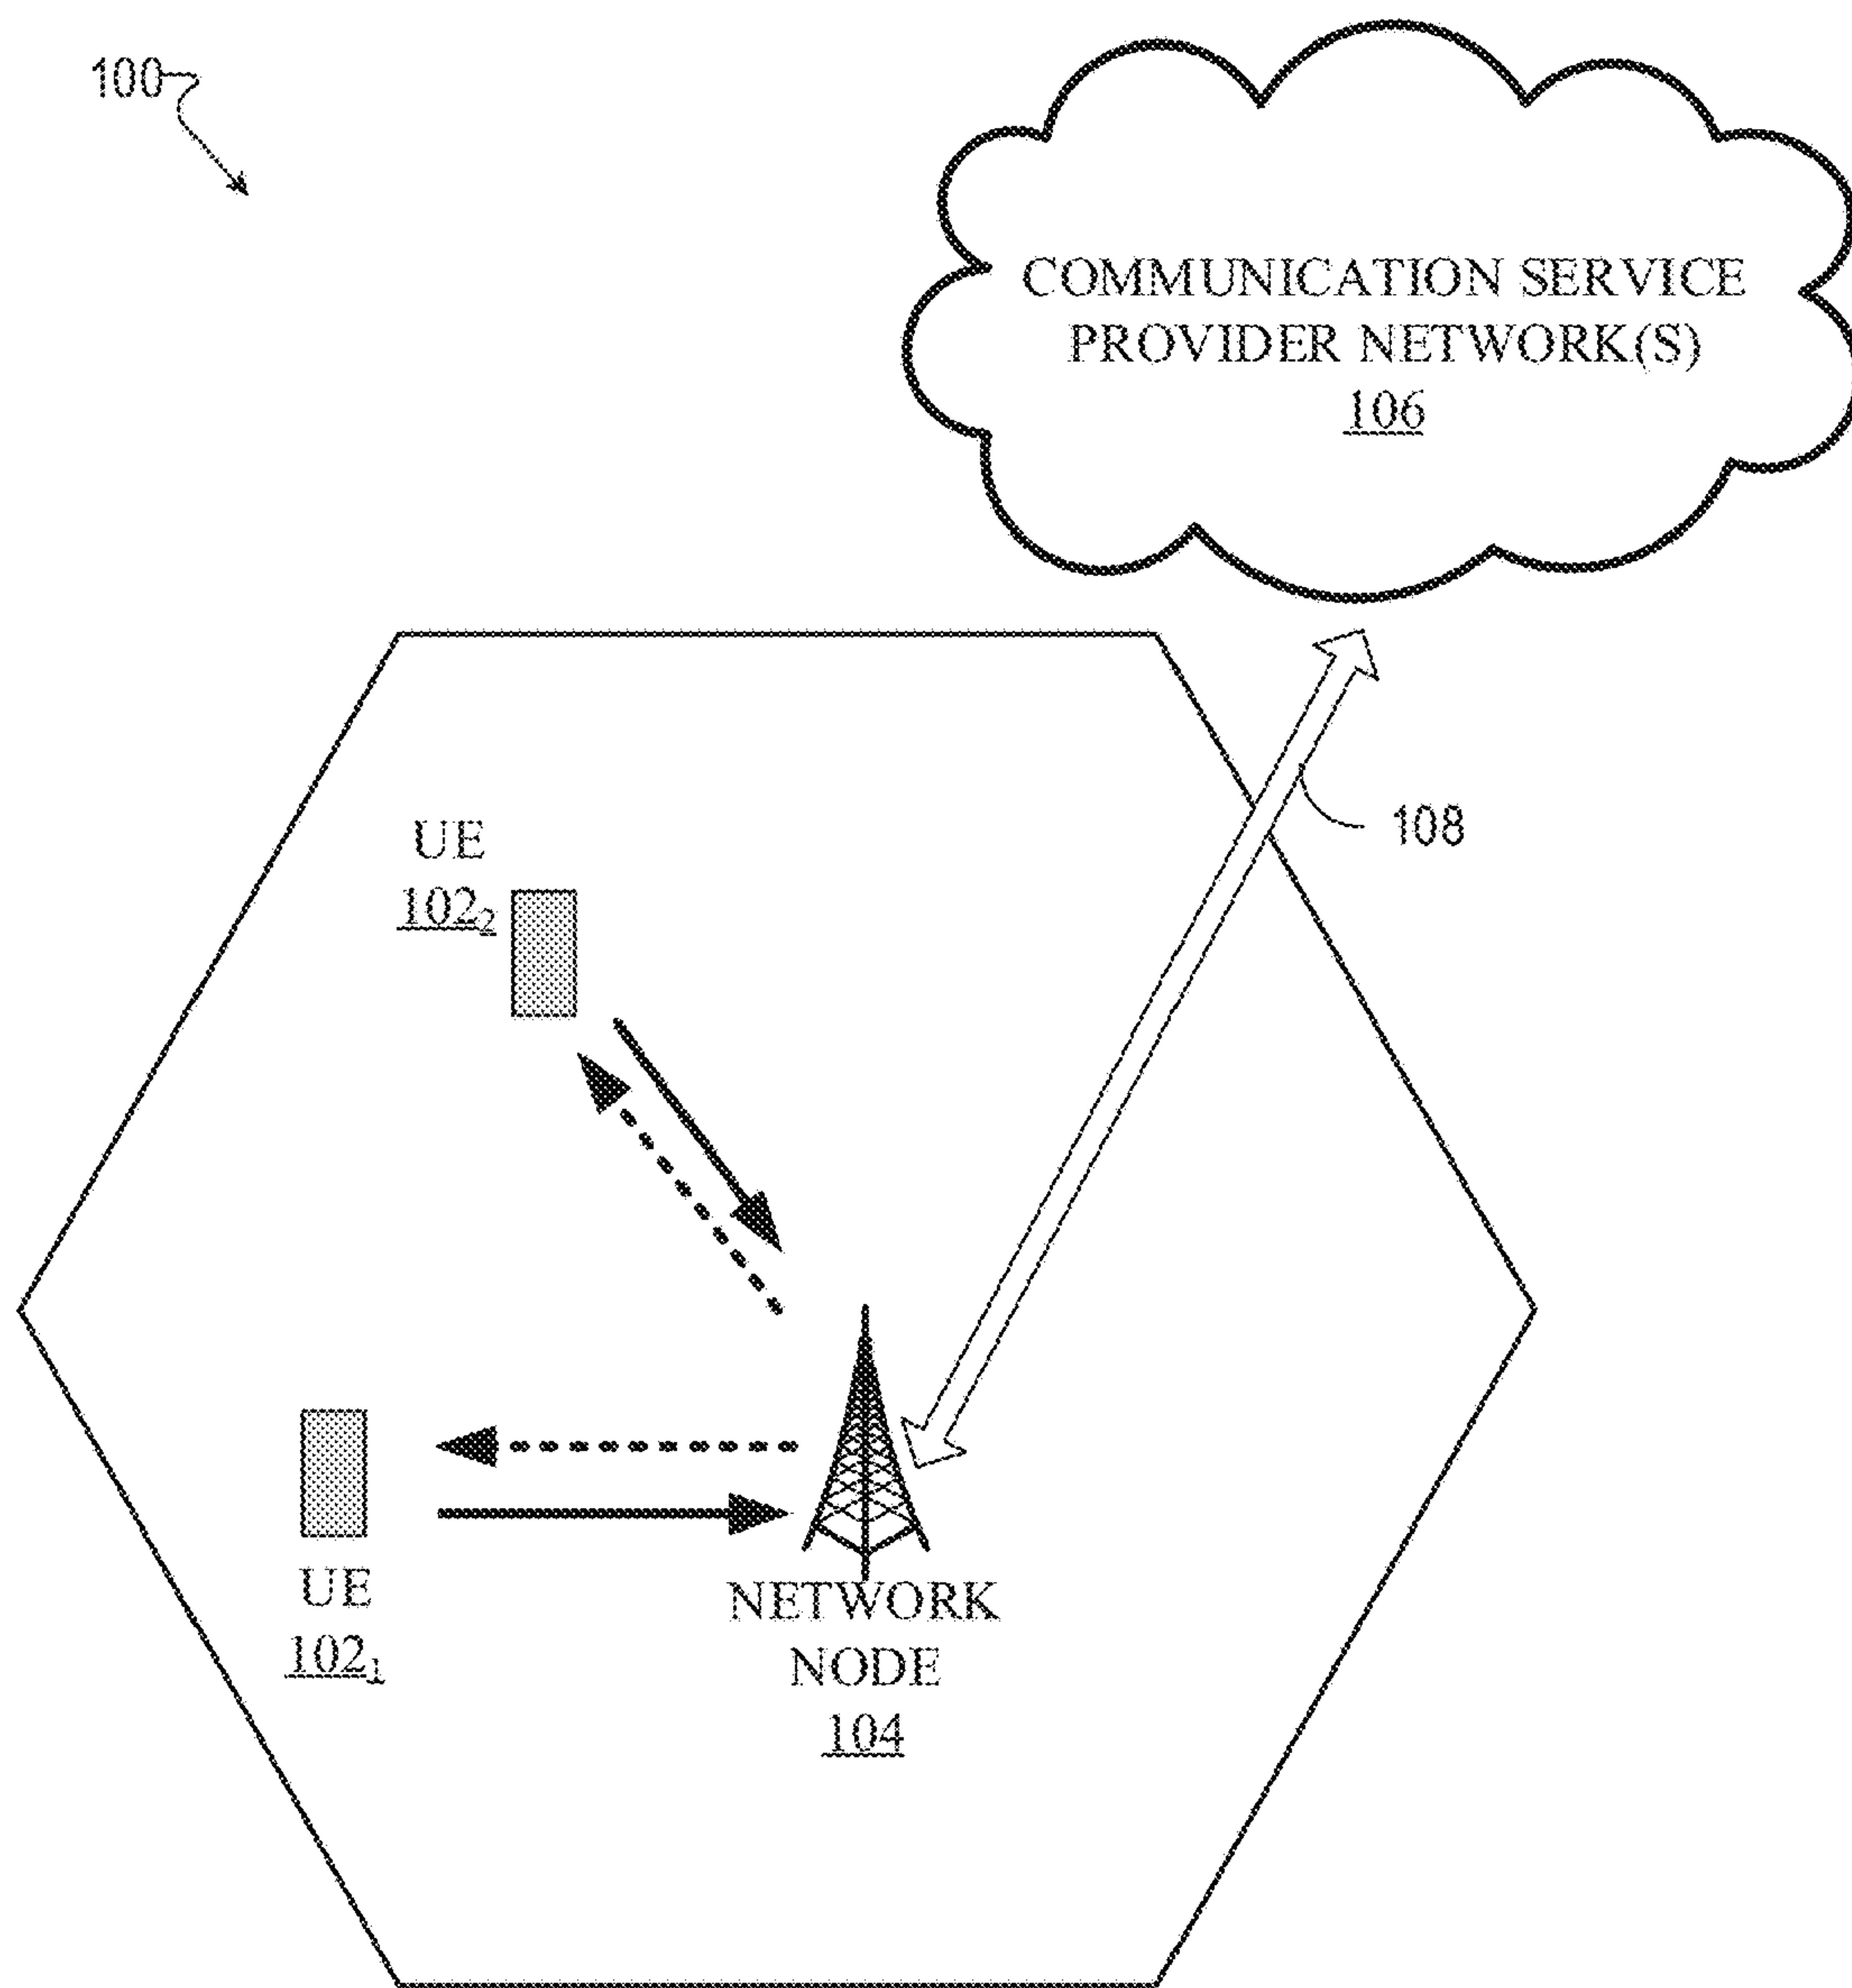 100
COMMUNICATION SERVICE
PROVIDER NETWORK(S)
106
108
UE
102₂
UE
102₁
NETWORK
NODE
104